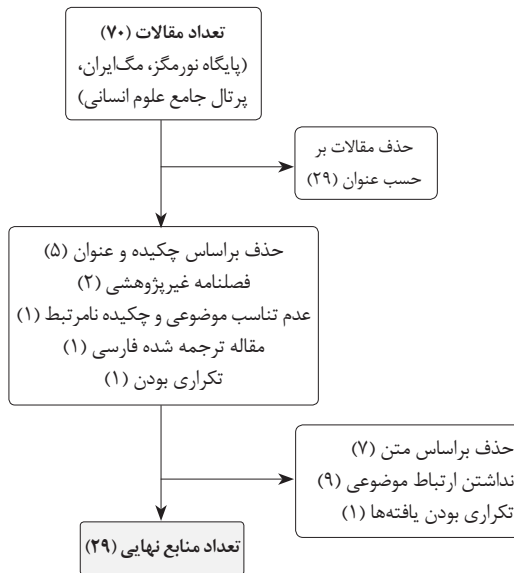 تعداد مقالات (۷۰)
(پایگاه نورمگز، مگ‌ایران،
پرتال جامع علوم انسانی)
حذف مقالات بر
حسب عنوان (۲۹)
حذف براساس چکیده و عنوان (۵)
فصلنامه غیرپژوهشی (۲)
عدم تناسب موضوعی و چکیده نامرتبط (۱)
مقاله ترجمه شده فارسی (۱)
تکراری بودن (۱)
حذف براساس متن (۷)
نداشتن ارتباط موضوعی (۹)
تکراری بودن یافته‌ها (۱)
تعداد منابع نهایی (۲۹)